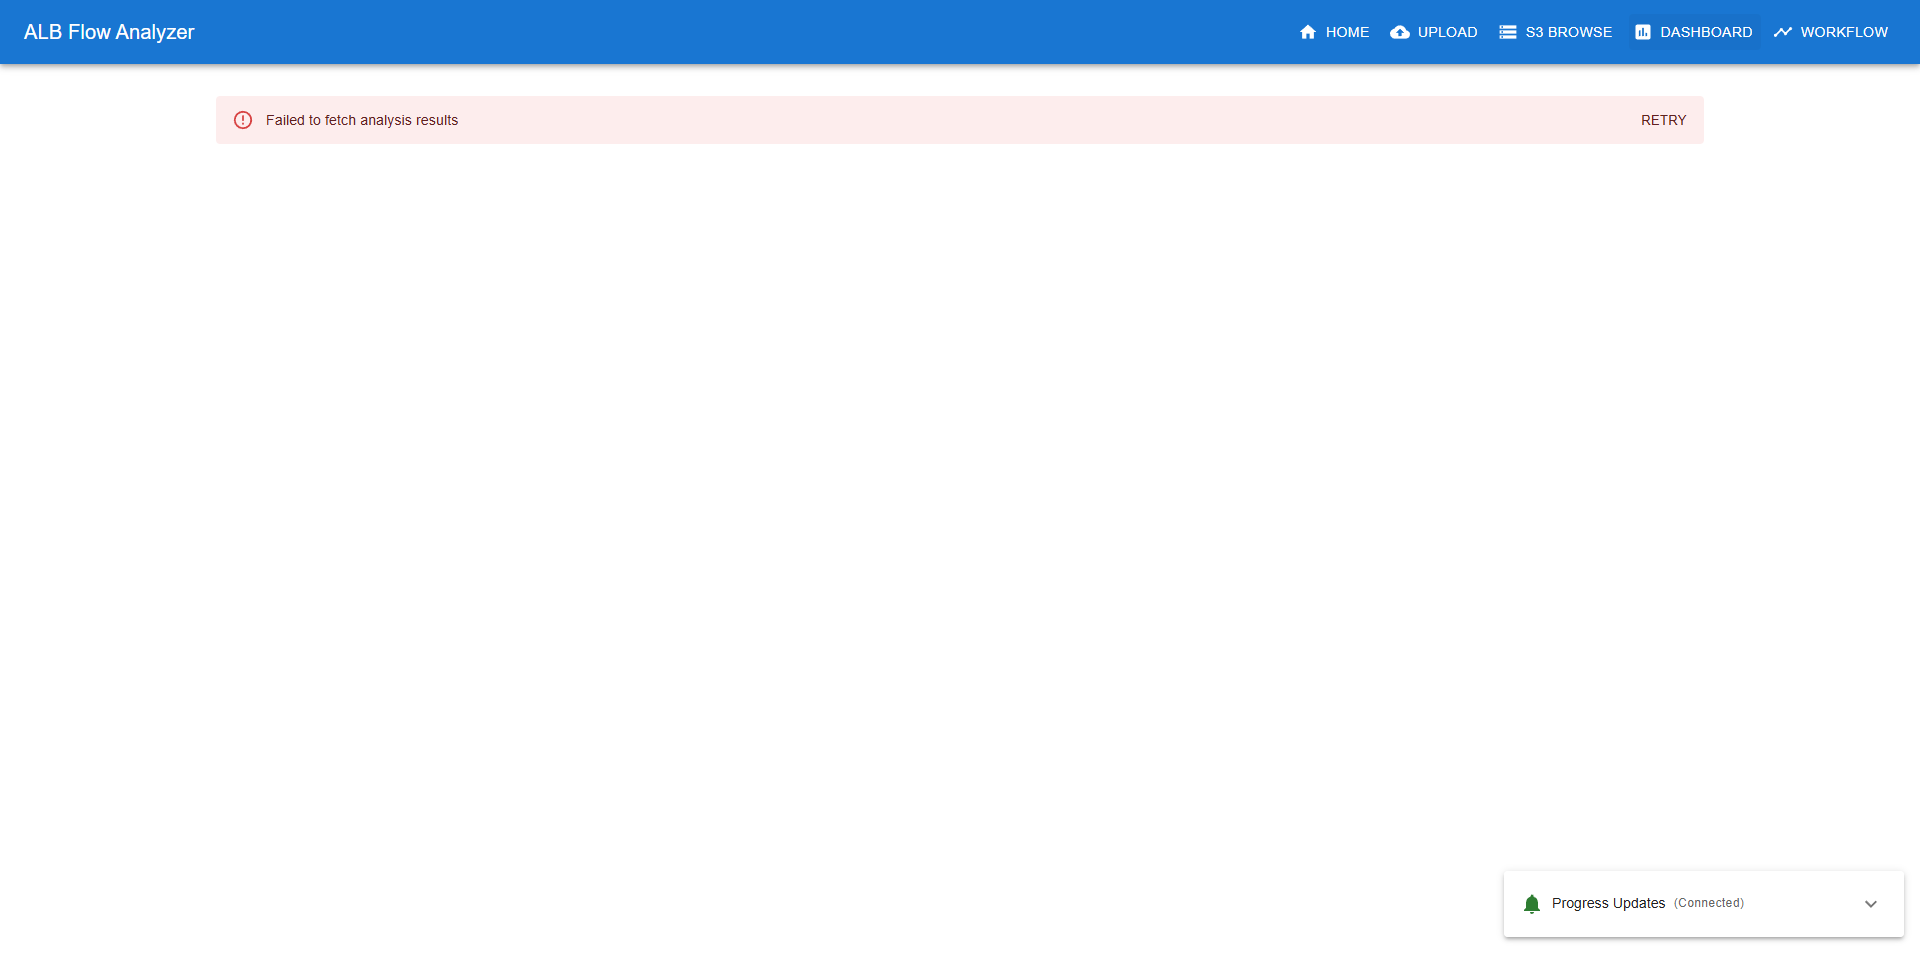 ALB Flow Analyzer
HOME
UPLOAD
S3 BROWSE
DASHBOARD
WORKFLOW
Failed to fetch analysis results
RETRY
Progress Updates (Connected)